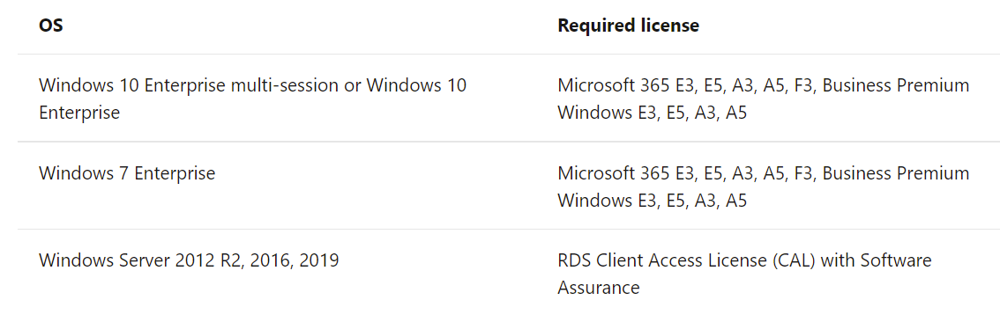 OS Required license
Windows 10 Enterprise multi-session or Windows 10
Enterprise
Microsoft 365 E3, E5, A3, A5, F3, Business Premium
Windows E3, E5, A3, A5
Windows 7 Enterprise
Microsoft 365 E3, E5, A3, A5, F3, Business Premium
Windows E3, E5, A3, A5
Windows Server 2012 R2, 2016, 2019
RDS Client Access License (CAL) with Software
Assurance